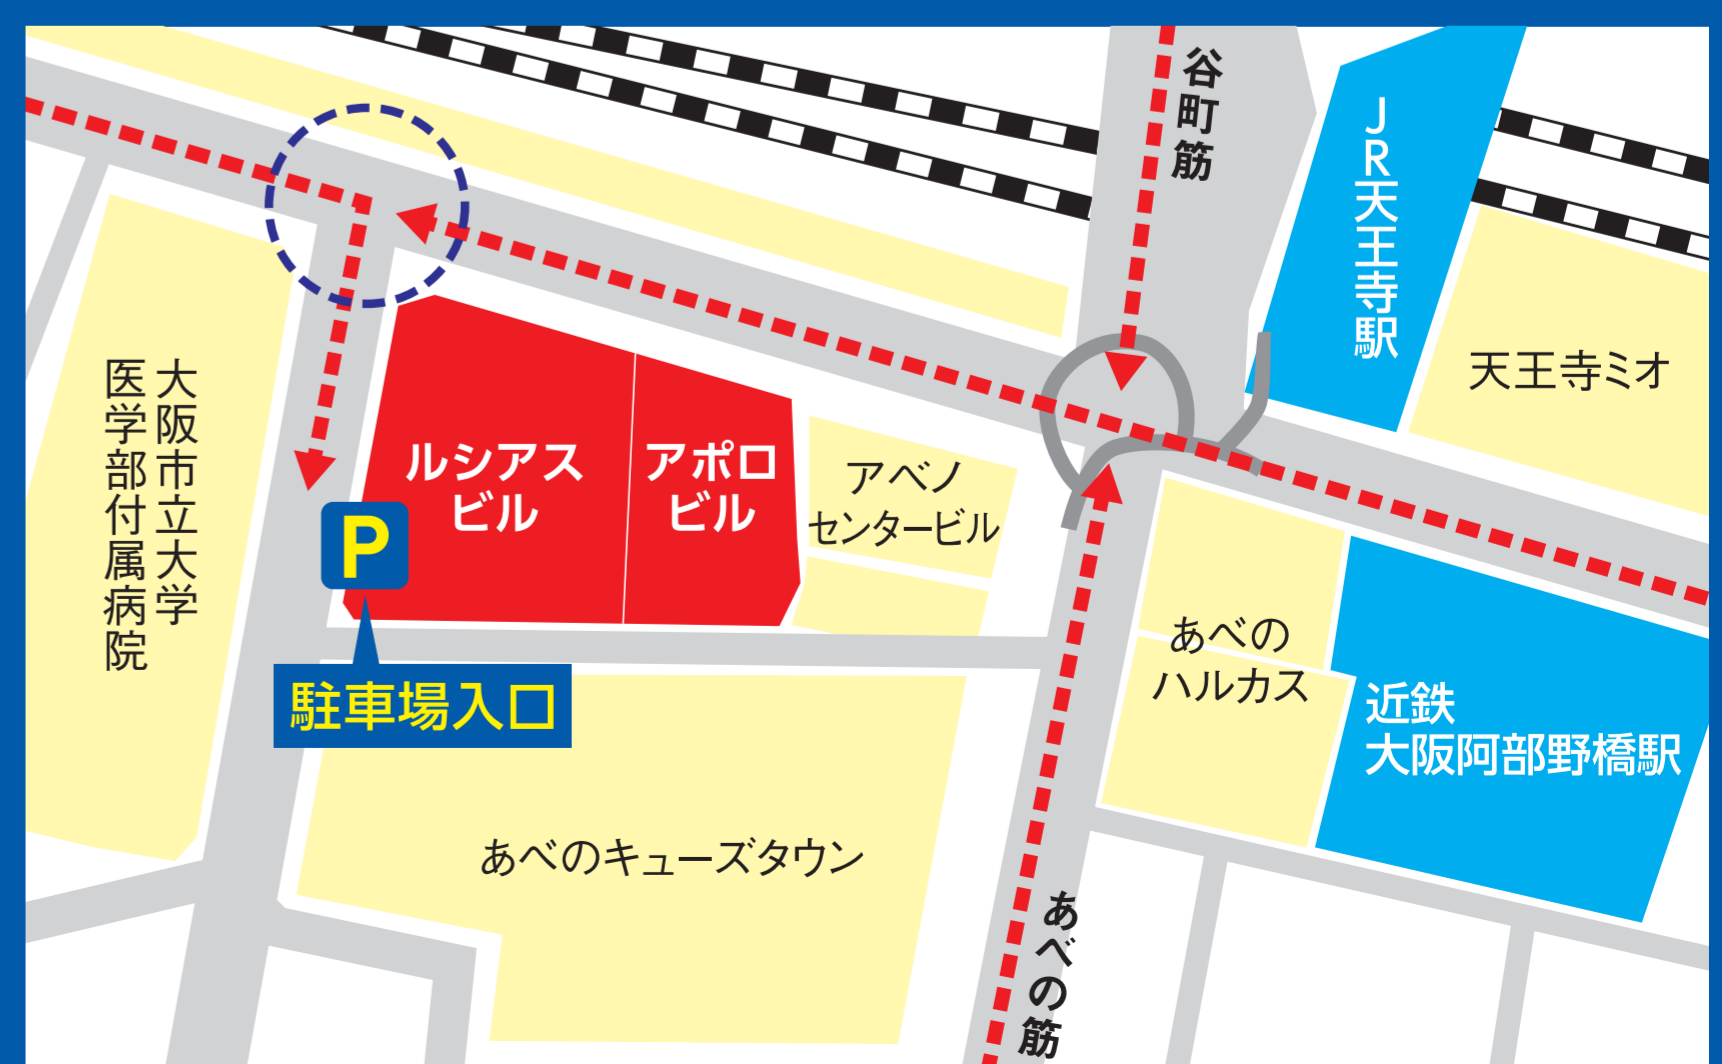 谷町筋
JR天王寺駅
天王寺ミオ
大阪市立大学
医学部付属病院
ルシアス
ビル
アポロ
ビル
アベノ
センタービル
P
駐車場入口
あべの
ハルカス
近鉄
大阪阿部野橋駅
あべのキューズタウン
あべの筋